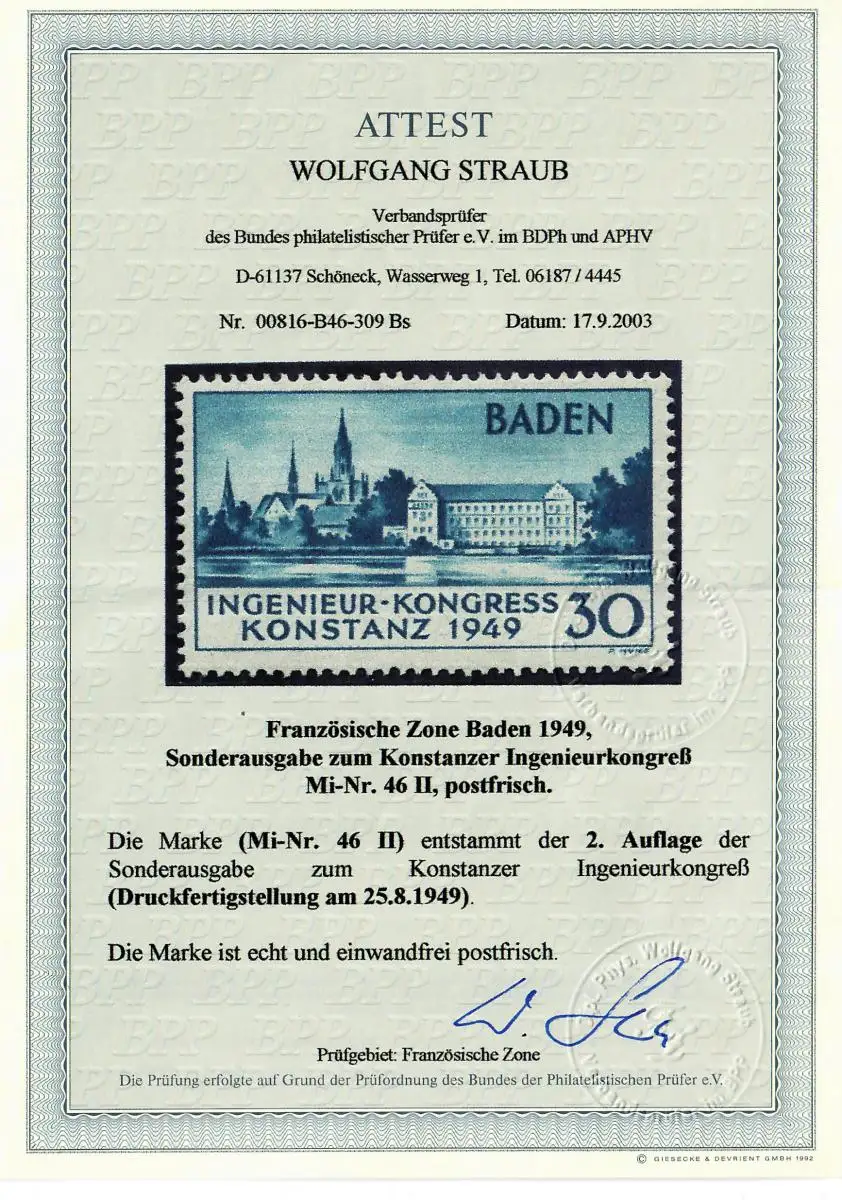 ATTEST
WOLFGANG STRAUB
Verbandsprüfer
des Bundes philatelistischer Prüfer e.V. im BDPh und APHV
D-61137 Schöneck, Wasserweg 1, Tel. 06187 / 4445
Nr. 00816-B46-309 Bs Datum: 17.9.2003
BADEN
INGENIEUR-KONGRESS
KONSTANZ 1949
30
Französische Zone Baden 1949,
Sonderausgabe zum Konstanzer Ingenieurkongreß
Mi-Nr. 46 II, postfrisch.
Die Marke (Mi-Nr. 46 II) entstammt der 2. Auflage der
Sonderausgabe zum Konstanzer Ingenieurkongreß
(Druckfertigstellung am 25.8.1949).
Die Marke ist echt und einwandfrei postfrisch.
Prüfgebiet: Französische Zone
Die Prüfung erfolgte auf Grund der Prüfordnung des Bundes der Philatelistischen Prüfer e.V.
© GIESECKE & DEVRIENT GMBH 1992